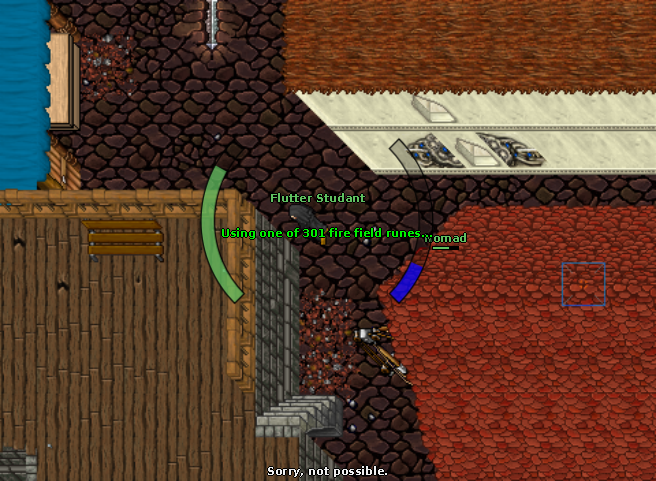 Flutter Studant
Using one of 301 fire field runes...
Nomad
Sorry, not possible.